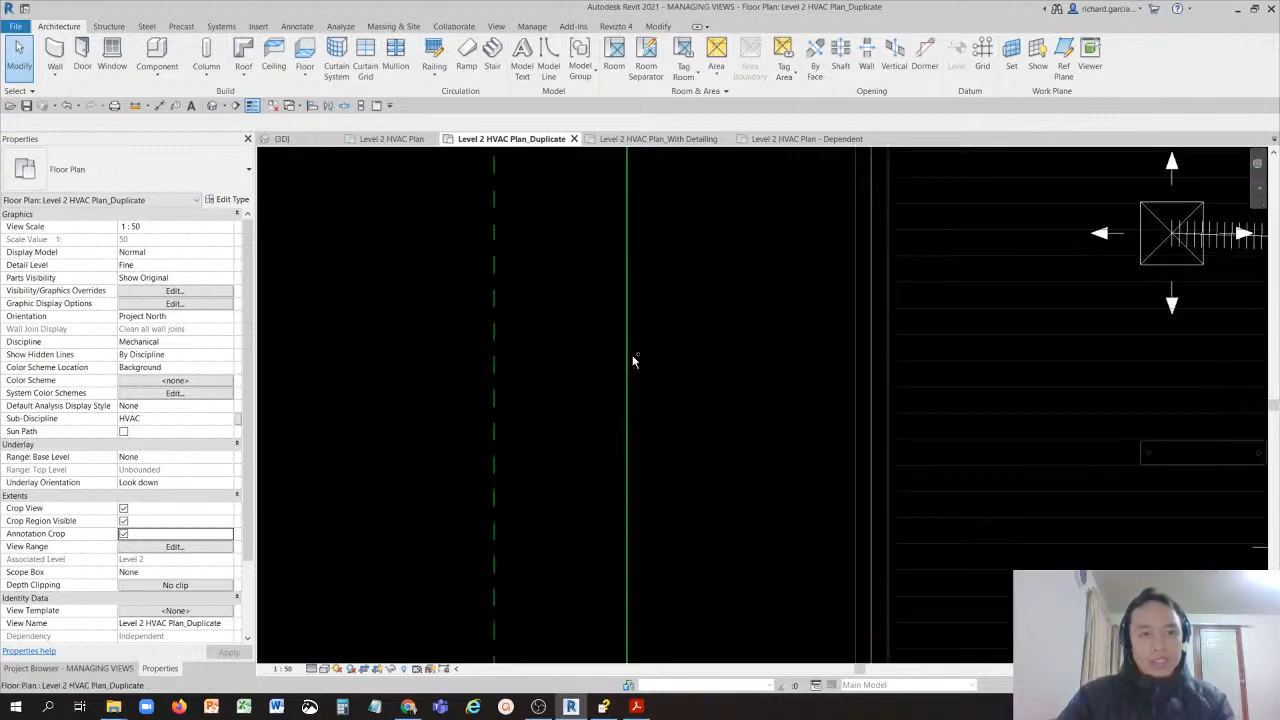 Autodesk Revit 2021 - MANAGING VIEWS - Floor Plan: Level 2 HVAC Plan_Duplicate
richard.garcia...
File Architecture Structure Steel Precast Systems Insert Annotate Analyze Massing & Site Collaborate View Manage Add-Ins Revizto 4 Modify
Modify Wall Door Window Component Column Roof Ceiling Floor Curtain System Curtain Grid Mullion Railing Ramp Stair Model Text Model Line Model Group Room Room Separator Tag Room Area Area Boundary Tag Area By Face Shaft Wall Vertical Dormer Level Grid Set Show Ref Plane Viewer
Select Build Circulation Model Room & Area Opening Datum Work Plane
Properties
{3D} Level 2 HVAC Plan Level 2 HVAC Plan_Duplicate Level 2 HVAC Plan_With Detailing Level 2 HVAC Plan - Dependent
Floor Plan
Floor Plan: Level 2 HVAC Plan_Duplicate Edit Type
Graphics
View Scale 1 : 50
Scale Value 1: 50
Display Model Normal
Detail Level Fine
Parts Visibility Show Original
Visibility/Graphics Overrides Edit...
Graphic Display Options Edit...
Orientation Project North
Wall Join Display Clean all wall joins
Discipline Mechanical
Show Hidden Lines By Discipline
Color Scheme Location Background
Color Scheme <none>
System Color Schemes Edit...
Default Analysis Display Style None
Sub-Discipline HVAC
Sun Path
Underlay
Range: Base Level None
Range: Top Level Unbounded
Underlay Orientation Look down
Extents
Crop View
Crop Region Visible
Annotation Crop
View Range Edit...
Associated Level Level 2
Scope Box None
Depth Clipping No clip
Identity Data
View Template <None>
View Name Level 2 HVAC Plan_Duplicate
Dependency Independent
Properties help Apply
Project Browser - MANAGING VIEWS Properties
1 : 50
Floor Plan : Level 2 HVAC Plan_Duplicate
:0
Main Model